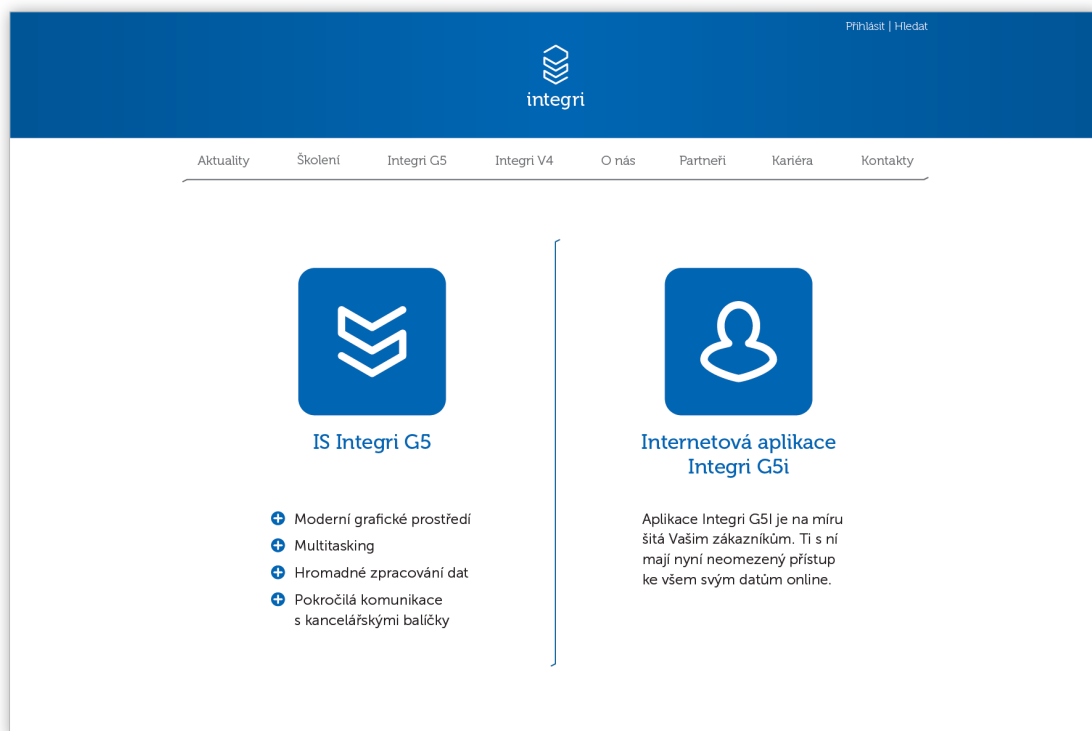 Přihlásit | Hledat
integri
Aktuality Školení Integri G5 Integri V4 O nás Partneři Kariéra Kontakty
IS Integri G5
Moderní grafické prostředí
Multitasking
Hromadné zpracování dat
Pokročilá komunikace
s kancelářskými balíčky
Internetová aplikace
Integri G5i
Aplikace Integri G5I je na míru
šitá Vašim zákazníkům. Ti s ní
mají nyní neomezený přístup
ke všem svým datům online.